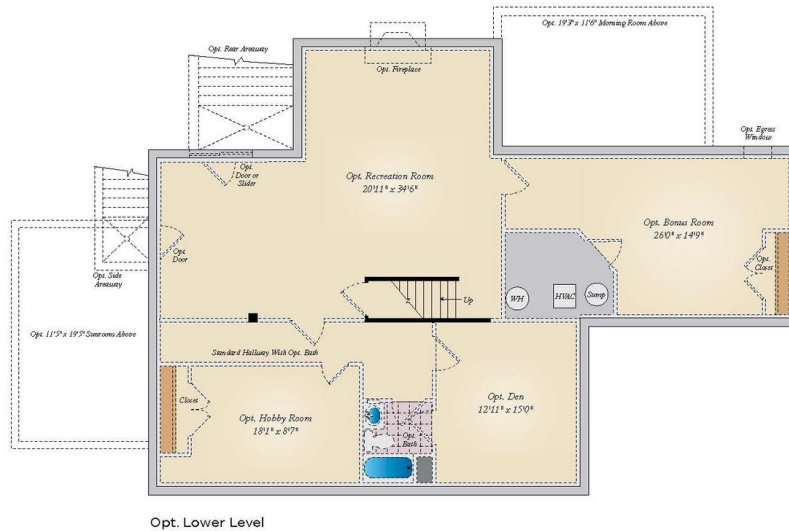 Opt. 19'3" x 11'6" Morning Room Above
Opt. Rear Areaway
Opt. Fireplace
Opt. Egress
Windows
Opt.
Door or
Slider
Opt. Recreation Room
20'11" x 34'6"
Opt. Bonus Room
26'0" x 14'9"
Opt.
Door
Opt.
Closet
Opt. Side
Areaway
WH
HVAC
Sump
Up
Opt. 11'5" x 19'5" Sunroom Above
Standard Hallway With Opt. Bath
Closet
Opt. Hobby Room
18'1" x 8'7"
Opt. Den
12'11" x 15'0"
Opt.
Bath
Opt. Lower Level